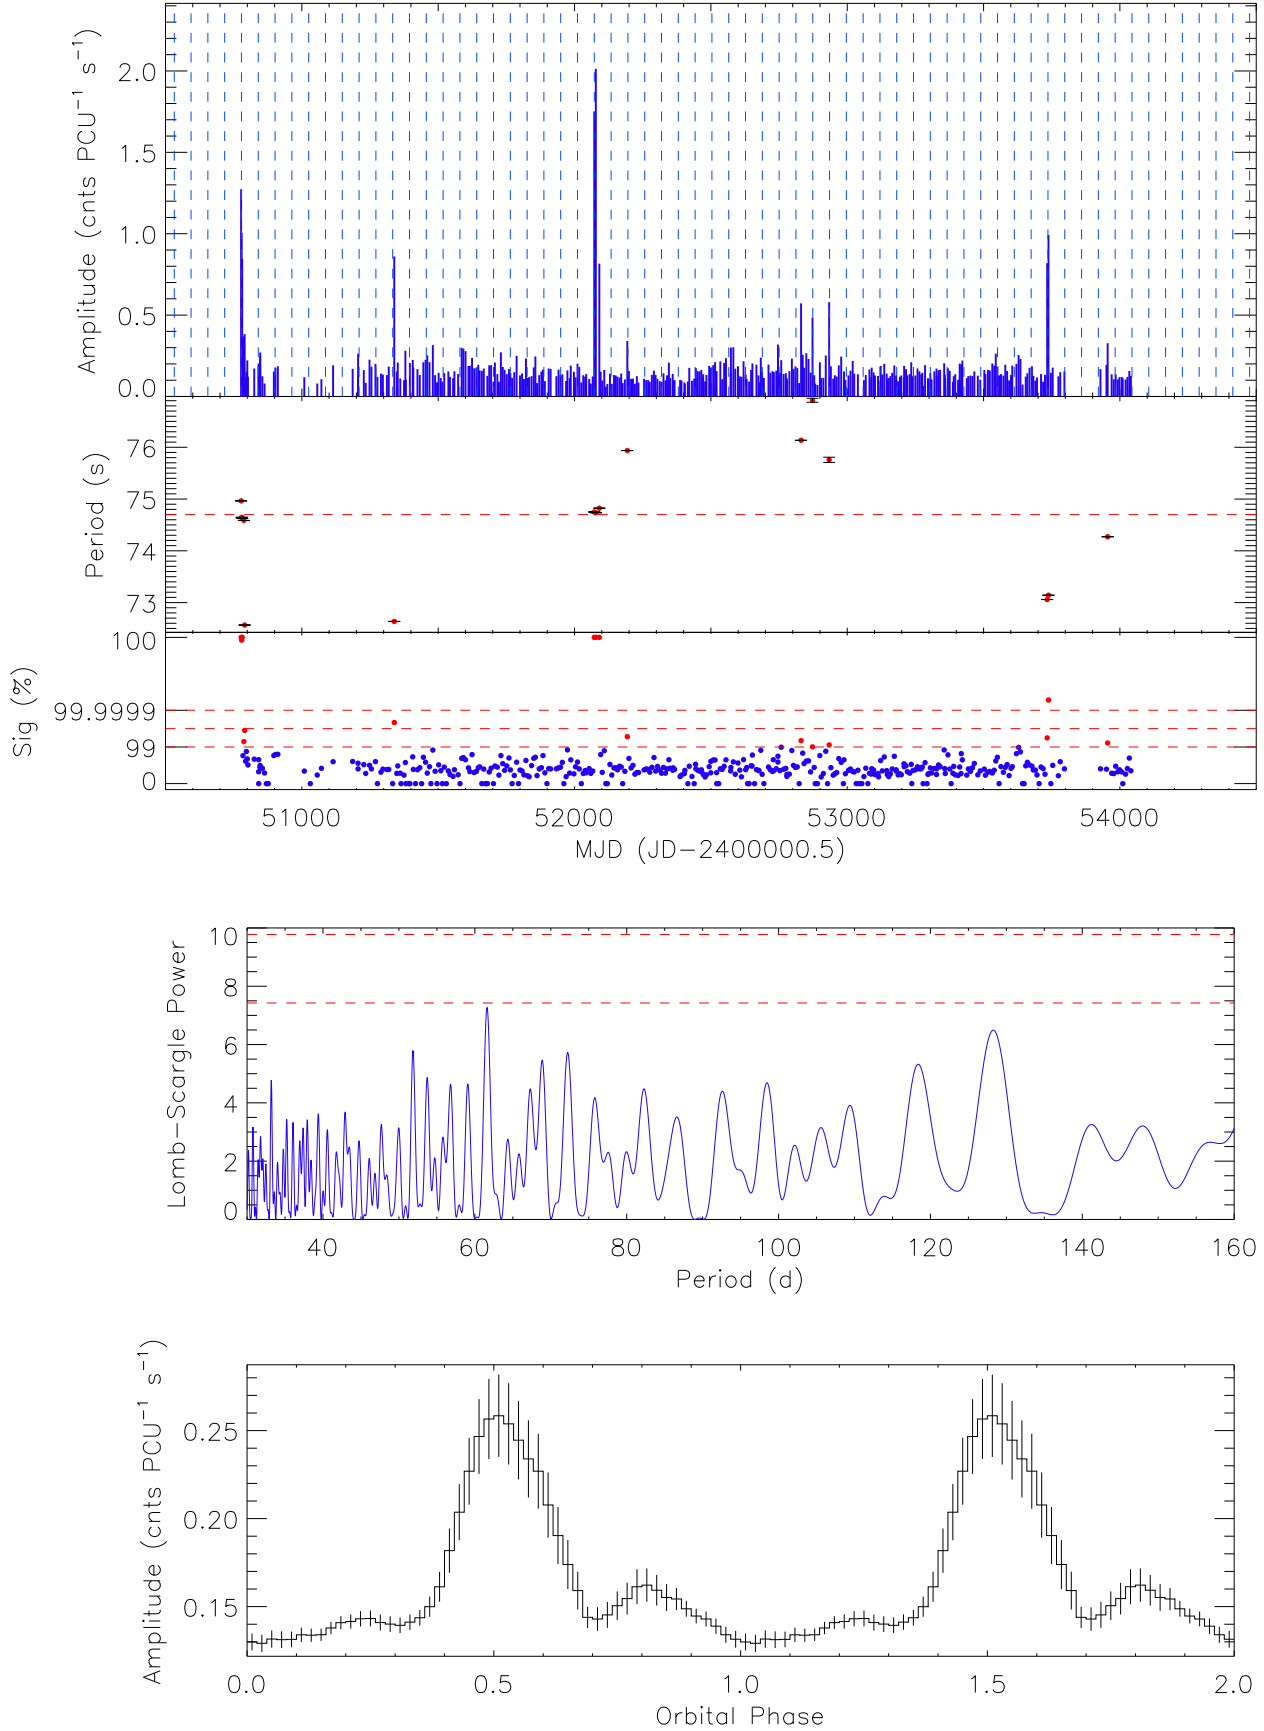 Amplitude (cnts PCU⁻¹ s⁻¹)
2.0
1.5
1.0
0.5
0.0
Period (s)
76
75
74
73
Sig (%)
100
99.9999
99
0
51000 52000 53000 54000
MJD (JD−2400000.5)
Lomb−Scargle Power
10
8
6
4
2
0
40 60 80 100 120 140 160
Period (d)
Amplitude (cnts PCU⁻¹ s⁻¹)
0.25
0.20
0.15
0.0 0.5 1.0 1.5 2.0
Orbital Phase